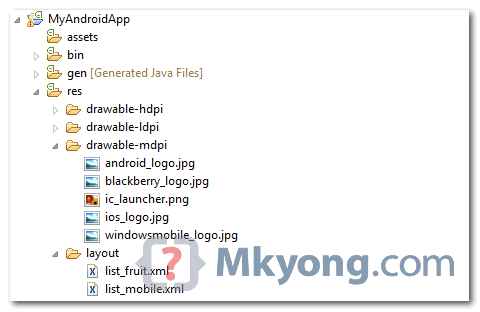 MyAndroidApp
assets
bin
gen [Generated Java Files]
res
drawable-hdpi
drawable-ldpi
drawable-mdpi
android_logo.jpg
blackberry_logo.jpg
ic_launcher.png
ios_logo.jpg
windowsmobile_logo.jpg
layout
list_fruit.xml
list_mobile.xml
{?} Mkyong.com